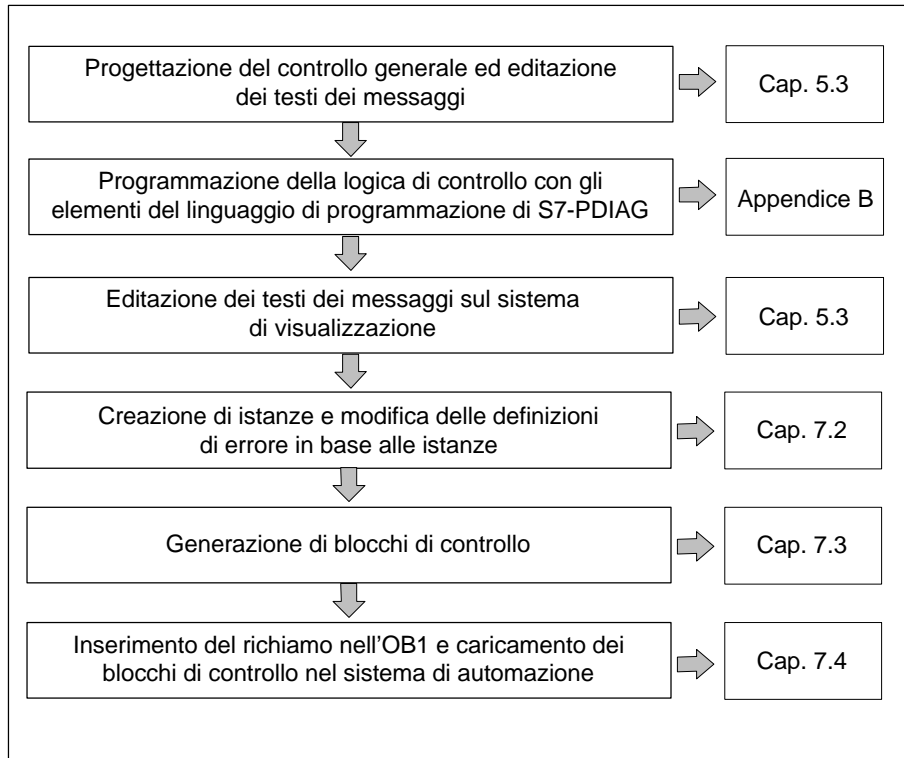 Progettazione del controllo generale ed editazione
dei testi dei messaggi
Cap. 5.3
Programmazione della logica di controllo con gli
elementi del linguaggio di programmazione di S7-PDIAG
Appendice B
Editazione dei testi dei messaggi sul sistema
di visualizzazione
Cap. 5.3
Creazione di istanze e modifica delle definizioni
di errore in base alle istanze
Cap. 7.2
Generazione di blocchi di controllo
Cap. 7.3
Inserimento del richiamo nell’OB1 e caricamento dei
blocchi di controllo nel sistema di automazione
Cap. 7.4